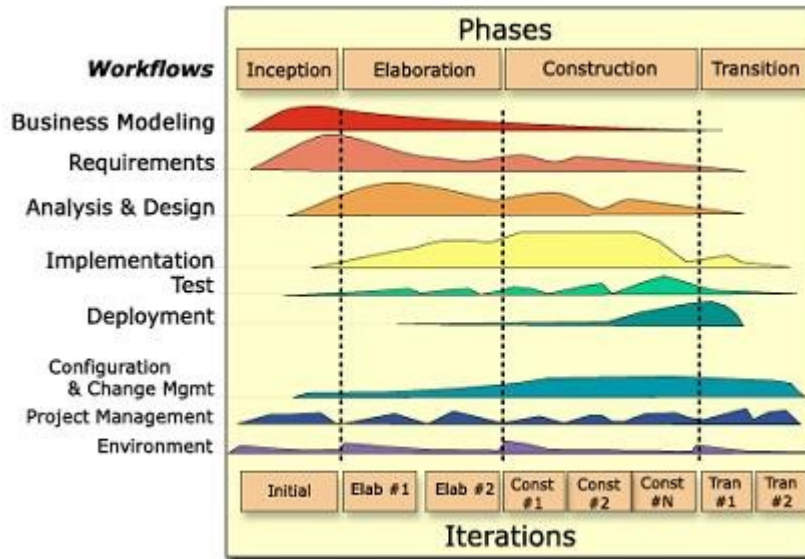 Phases
Workflows
Inception
Elaboration
Construction
Transition
Business Modeling
Requirements
Analysis & Design
Implementation
Test
Deployment
Configuration
& Change Mgmt
Project Management
Environment
Initial
Elab #1
Elab #2
Const
#1
Const
#2
Const
#N
Tran
#1
Tran
#2
Iterations